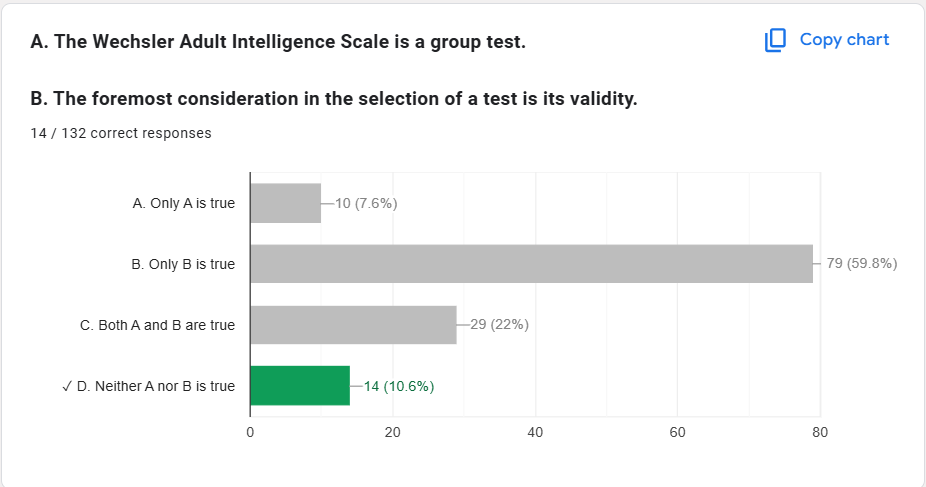 A. The Wechsler Adult Intelligence Scale is a group test.
Copy chart
B. The foremost consideration in the selection of a test is its validity.
14 / 132 correct responses
A. Only A is true
10 (7.6%)
B. Only B is true
79 (59.8%)
C. Both A and B are true
29 (22%)
✓ D. Neither A nor B is true
14 (10.6%)
0 20 40 60 80